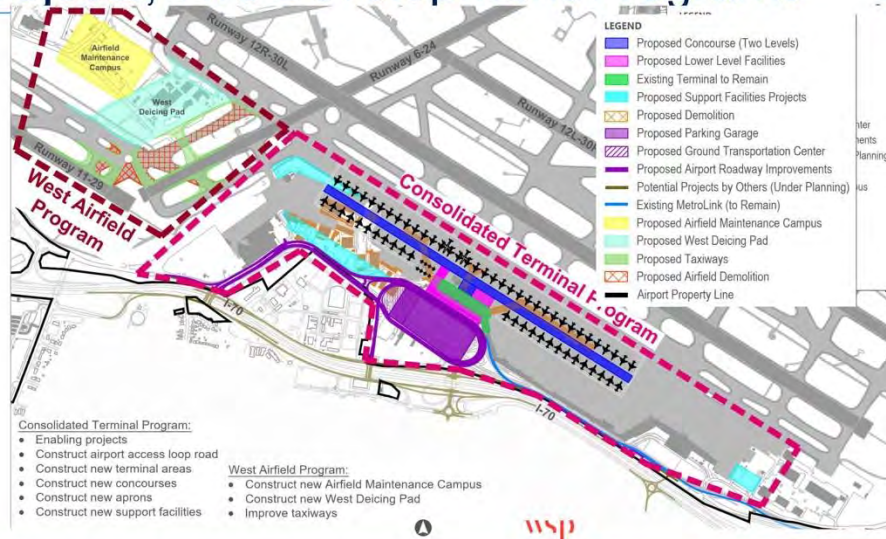 LEGEND
Proposed Concourse (Two Levels)
Proposed Lower Level Facilities
Existing Terminal to Remain
Proposed Support Facilities Projects
Proposed Demolition
Proposed Parking Garage
Proposed Ground Transportation Center
Proposed Airport Roadway Improvements
Potential Projects by Others (Under Planning)
Existing MetroLink (to Remain)
Proposed Airfield Maintenance Campus
Proposed West Deicing Pad
Proposed Taxiways
Proposed Airfield Demolition
Airport Property Line
Airfield
Maintenance
Campus
West
Deicing Pad
Runway 12R-30L
Runway 6-24
Runway 12L-30R
Runway 11-29
West Airfield
Program
Consolidated Terminal Program
I-70
I-70
Consolidated Terminal Program:
• Enabling projects
• Construct airport access loop road
• Construct new terminal areas
• Construct new concourses
• Construct new aprons
• Construct new support facilities
West Airfield Program:
• Construct new Airfield Maintenance Campus
• Construct new West Deicing Pad
• Improve taxiways
wsp